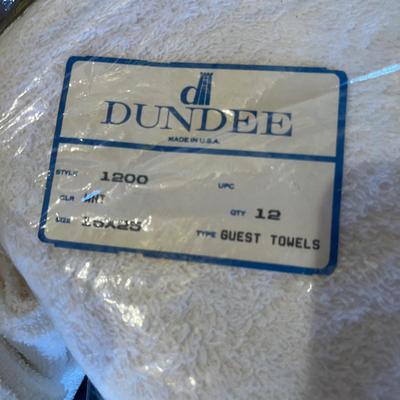 d
DUNDEE
MADE IN U.S.A.
STYLE 1200 UPC
CLR WHT QTY 12
SIZE 16X25 TYPE GUEST TOWELS